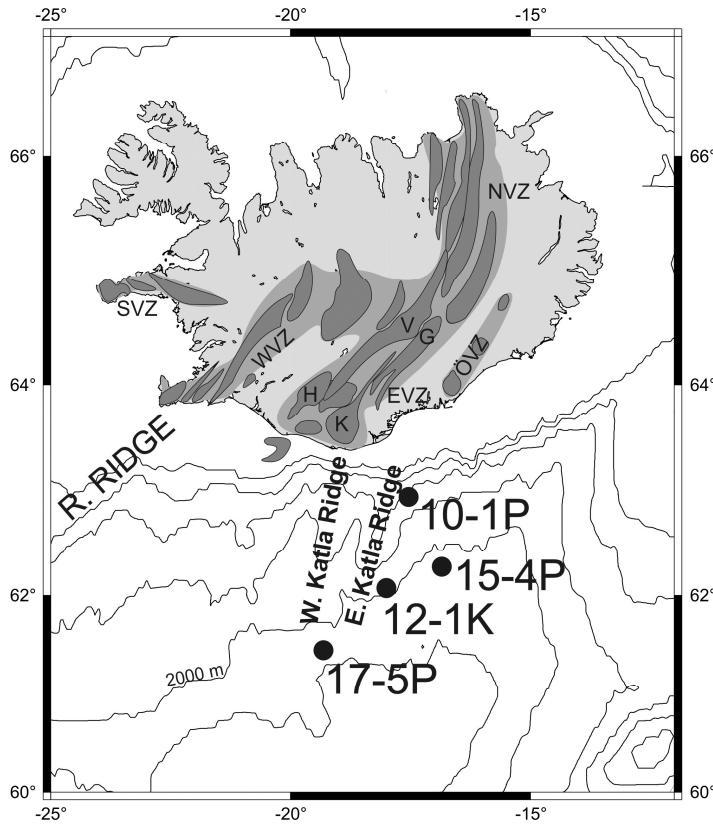 -25° -20° -15°
66° 66°
NVZ
SVZ
V
G
WVZ
ÖVZ
64° 64°
H
EVZ
K
R. RIDGE
W. Katla Ridge
E. Katla Ridge
10-1P
15-4P
62° 62°
12-1K
2000 m
17-5P
60° 60°
-25° -20° -15°